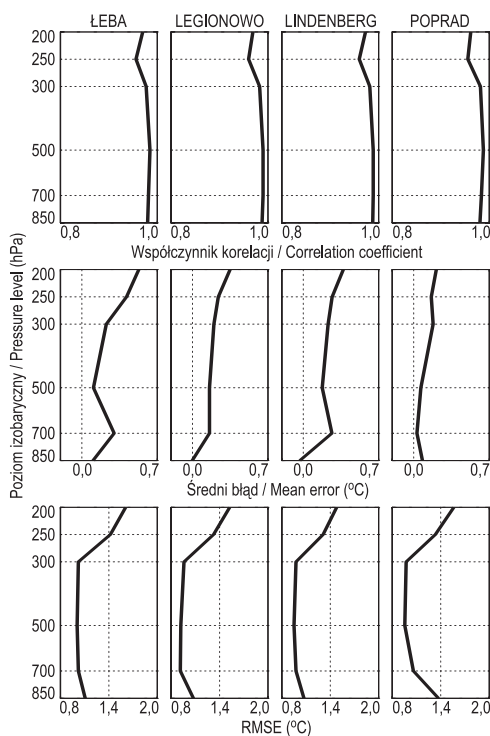 ŁEBA LEGIONOWO LINDENBERG POPRAD
200
250
300
500
700
850
0,8 1,0 0,8 1,0 0,8 1,0 0,8 1,0
Współczynnik korelacji / Correlation coefficient
Poziom izobaryczny / Pressure level (hPa)
200
250
300
500
700
850
0,0 0,7 0,0 0,7 0,0 0,7 0,0 0,7
Średni błąd / Mean error (ºC)
200
250
300
500
700
850
0,8 1,4 2,0 0,8 1,4 2,0 0,8 1,4 2,0 0,8 1,4 2,0
RMSE (ºC)